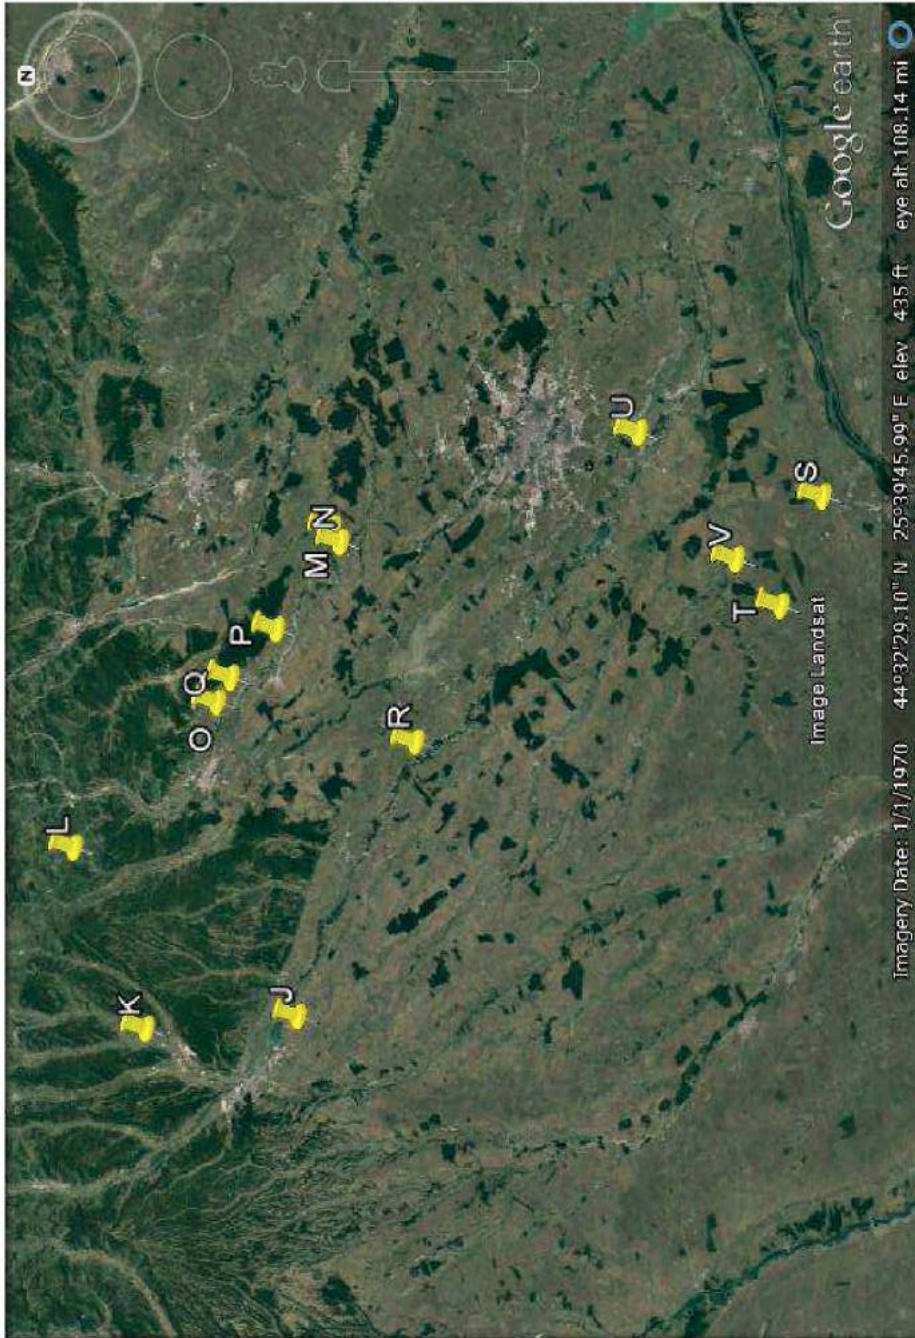 N
L
K
Q
O
P
J
N
M
R
U
S
V
T
Image Landsat
Google earth
Imagery Date: 1/1/1970 44°32'29.10" N 25°39'45.99" E elev 435 ft eye alt 108.14 mi